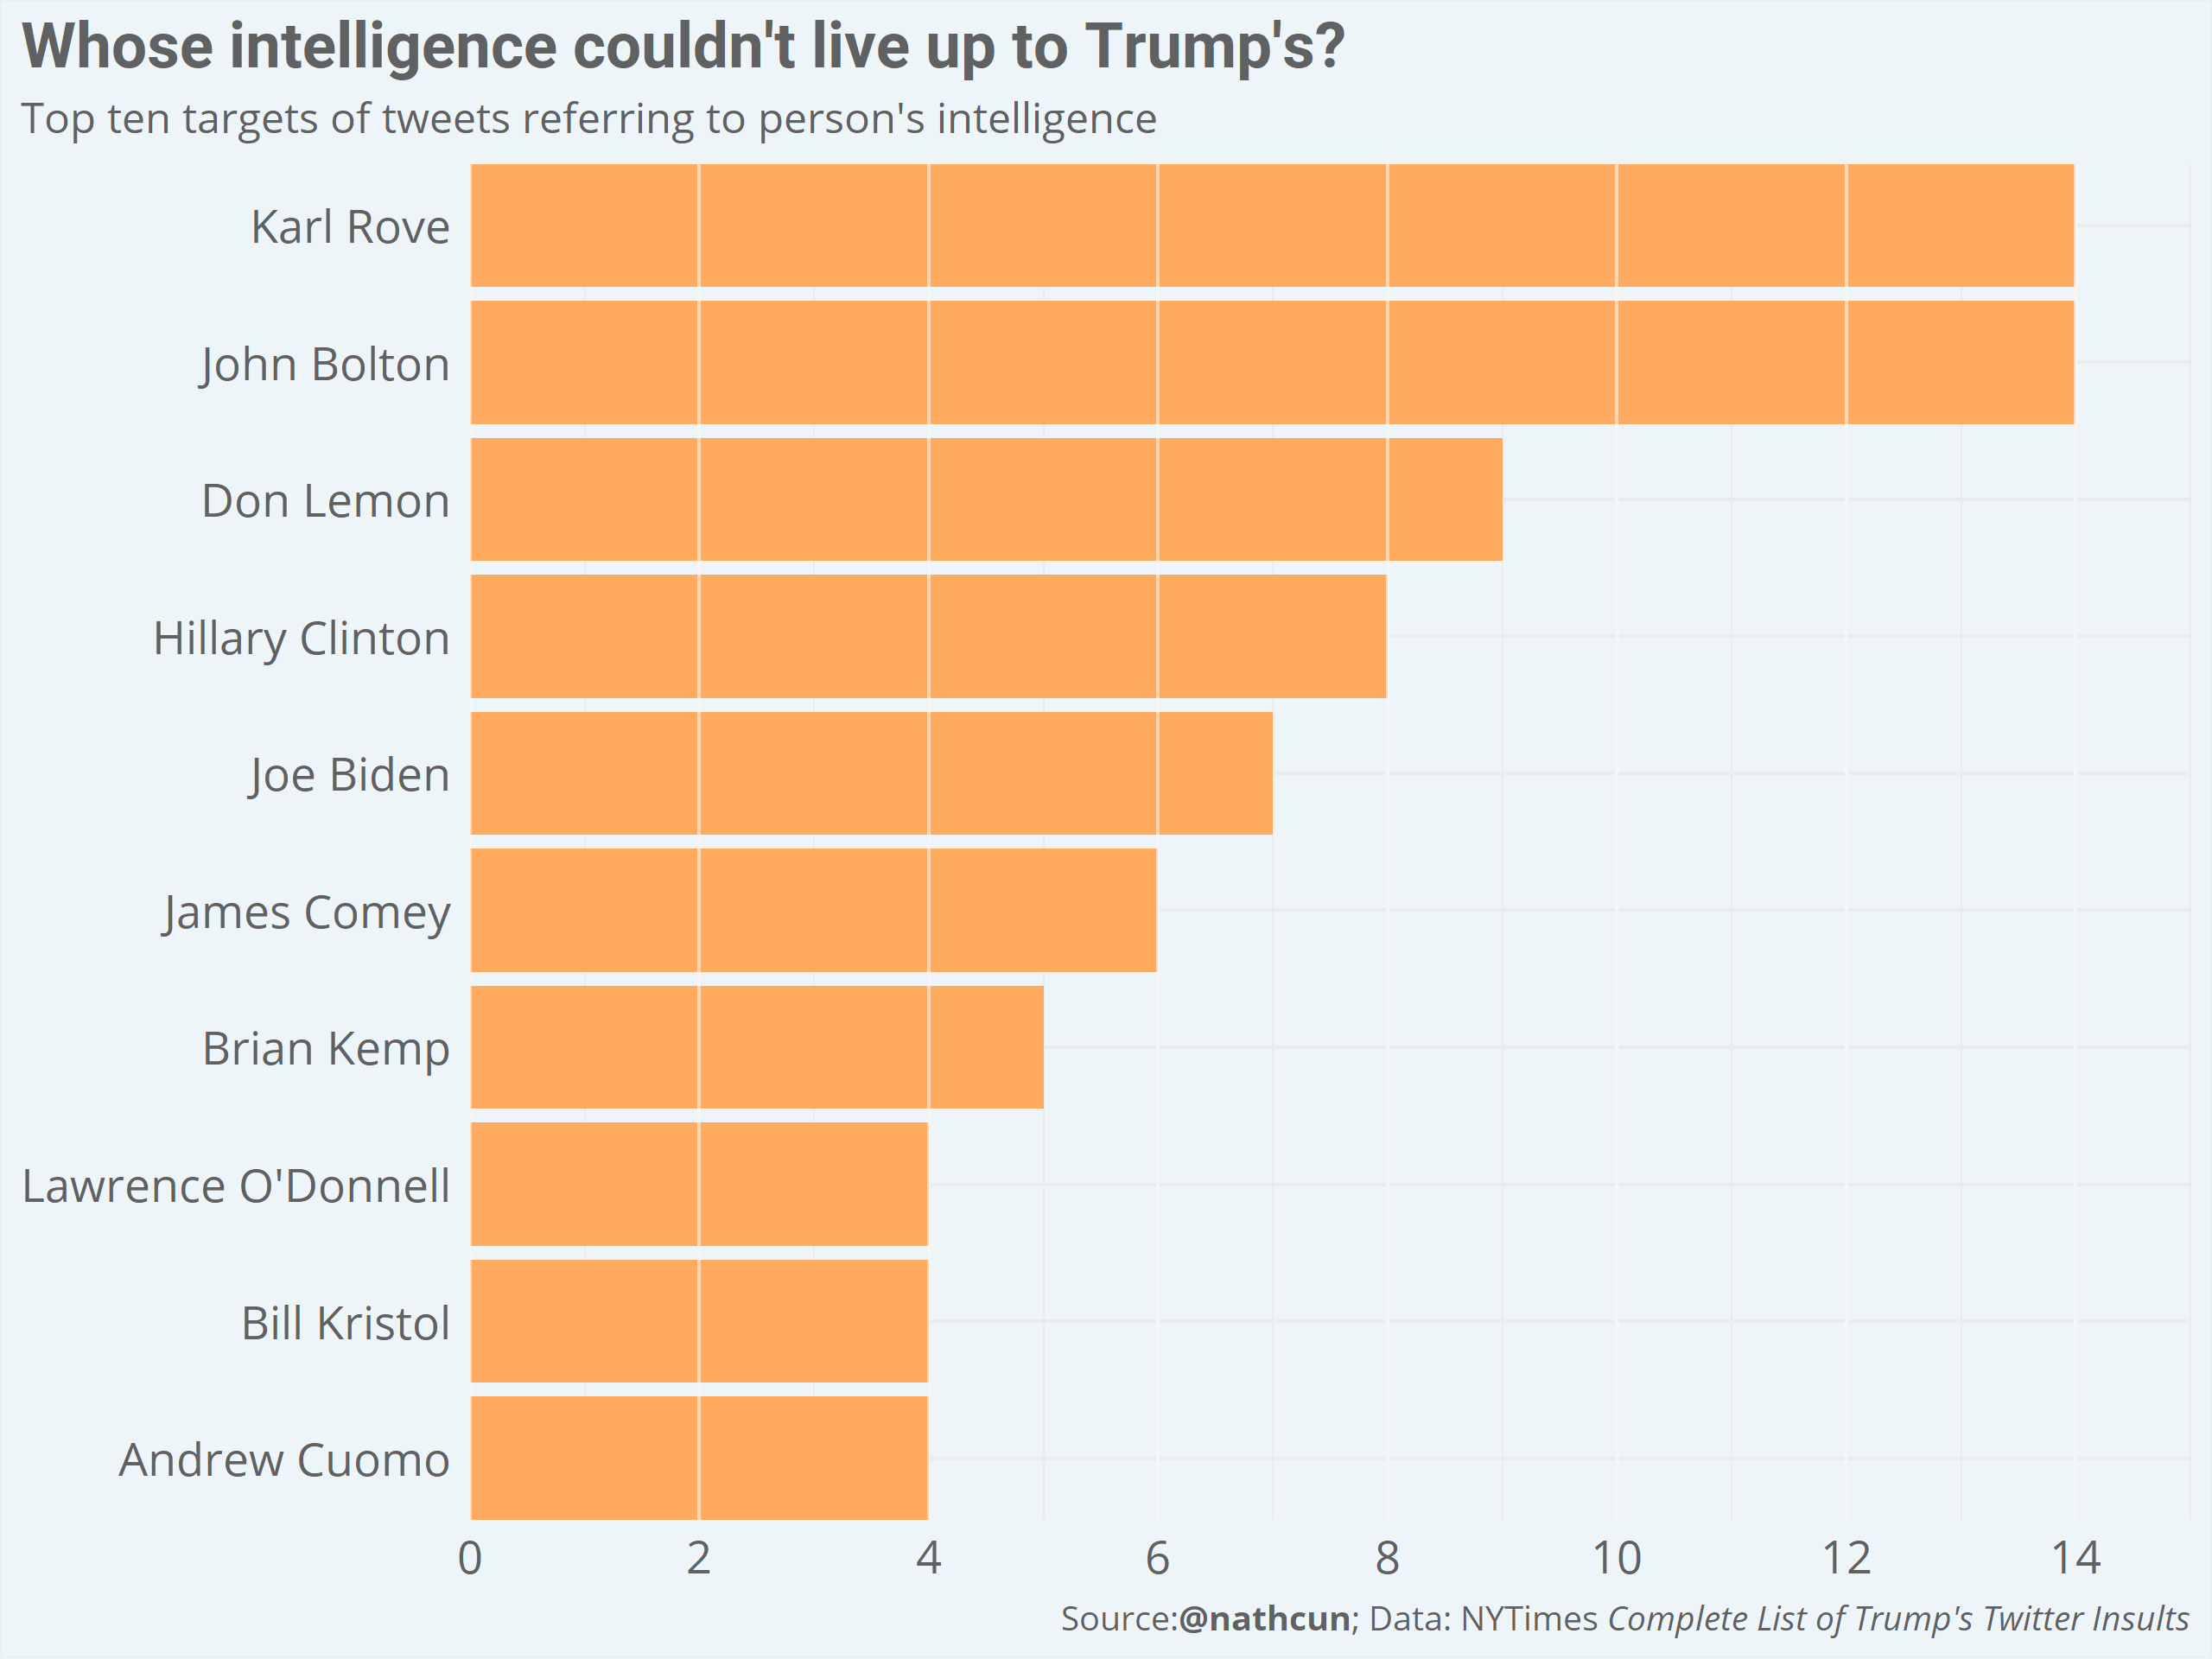 Whose intelligence couldn't live up to Trump's?
Top ten targets of tweets referring to person's intelligence
Karl Rove
John Bolton
Don Lemon
Hillary Clinton
Joe Biden
James Comey
Brian Kemp
Lawrence O'Donnell
Bill Kristol
Andrew Cuomo
0 2 4 6 8 10 12 14
Source:@nathcun; Data: NYTimes Complete List of Trump's Twitter Insults